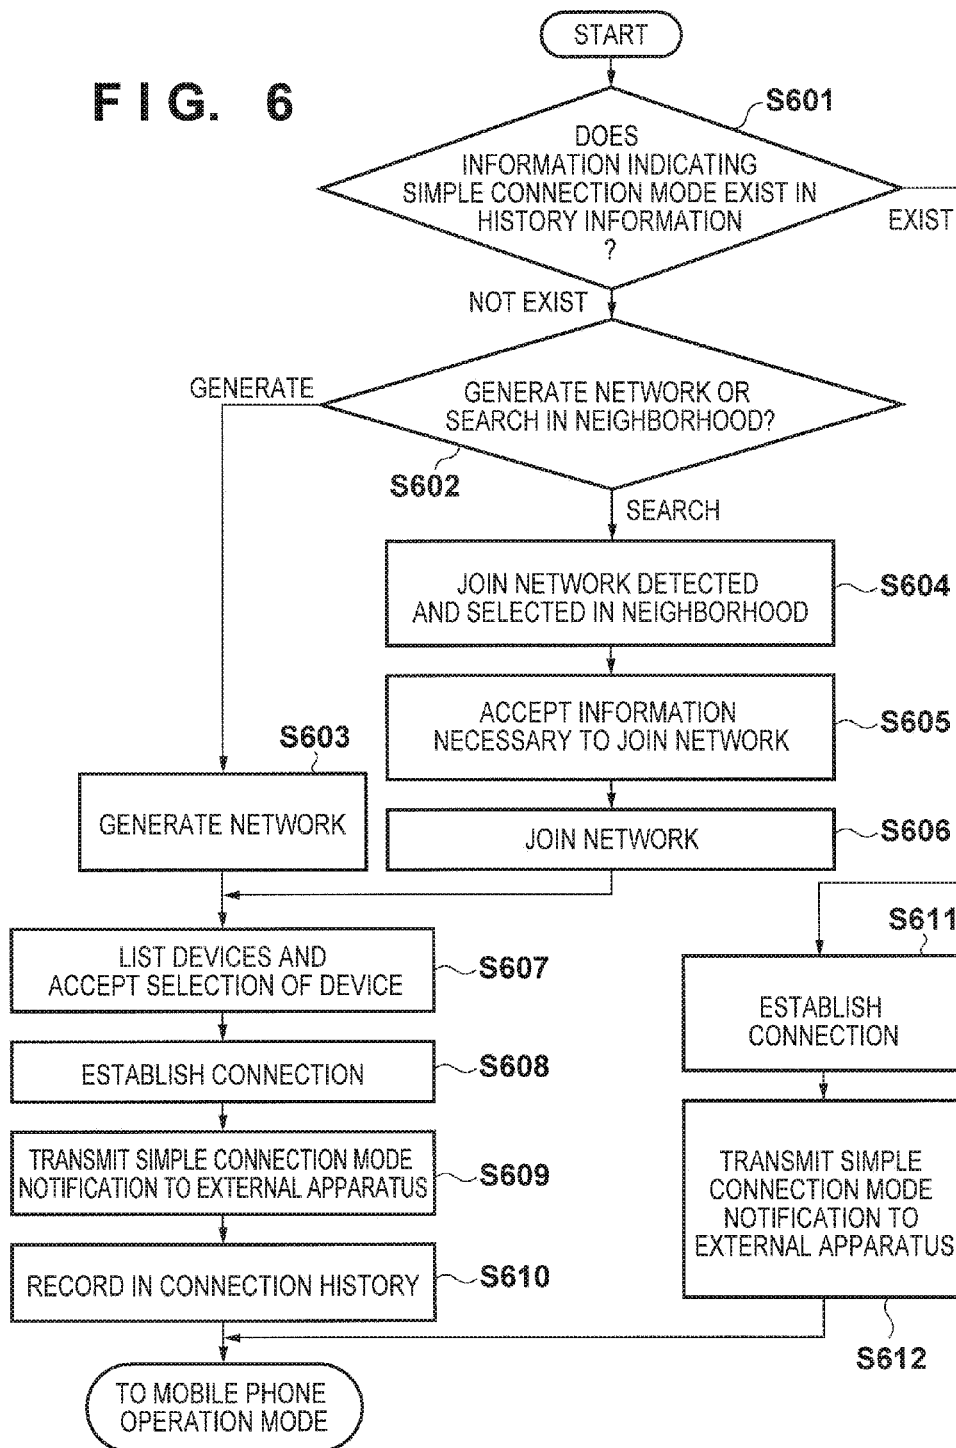 START
FIG. 6
S601
DOES
INFORMATION INDICATING
SIMPLE CONNECTION MODE EXIST IN
HISTORY INFORMATION
?
EXIST
NOT EXIST
GENERATE
GENERATE NETWORK OR
SEARCH IN NEIGHBORHOOD?
S602
SEARCH
JOIN NETWORK DETECTED
AND SELECTED IN NEIGHBORHOOD
S604
ACCEPT INFORMATION
NECESSARY TO JOIN NETWORK
S605
S603
GENERATE NETWORK
JOIN NETWORK
S606
LIST DEVICES AND
ACCEPT SELECTION OF DEVICE
S607
ESTABLISH CONNECTION
S608
TRANSMIT SIMPLE CONNECTION MODE
NOTIFICATION TO EXTERNAL APPARATUS
S609
RECORD IN CONNECTION HISTORY
S610
S611
ESTABLISH
CONNECTION
TRANSMIT SIMPLE
CONNECTION MODE
NOTIFICATION TO
EXTERNAL APPARATUS
S612
TO MOBILE PHONE
OPERATION MODE